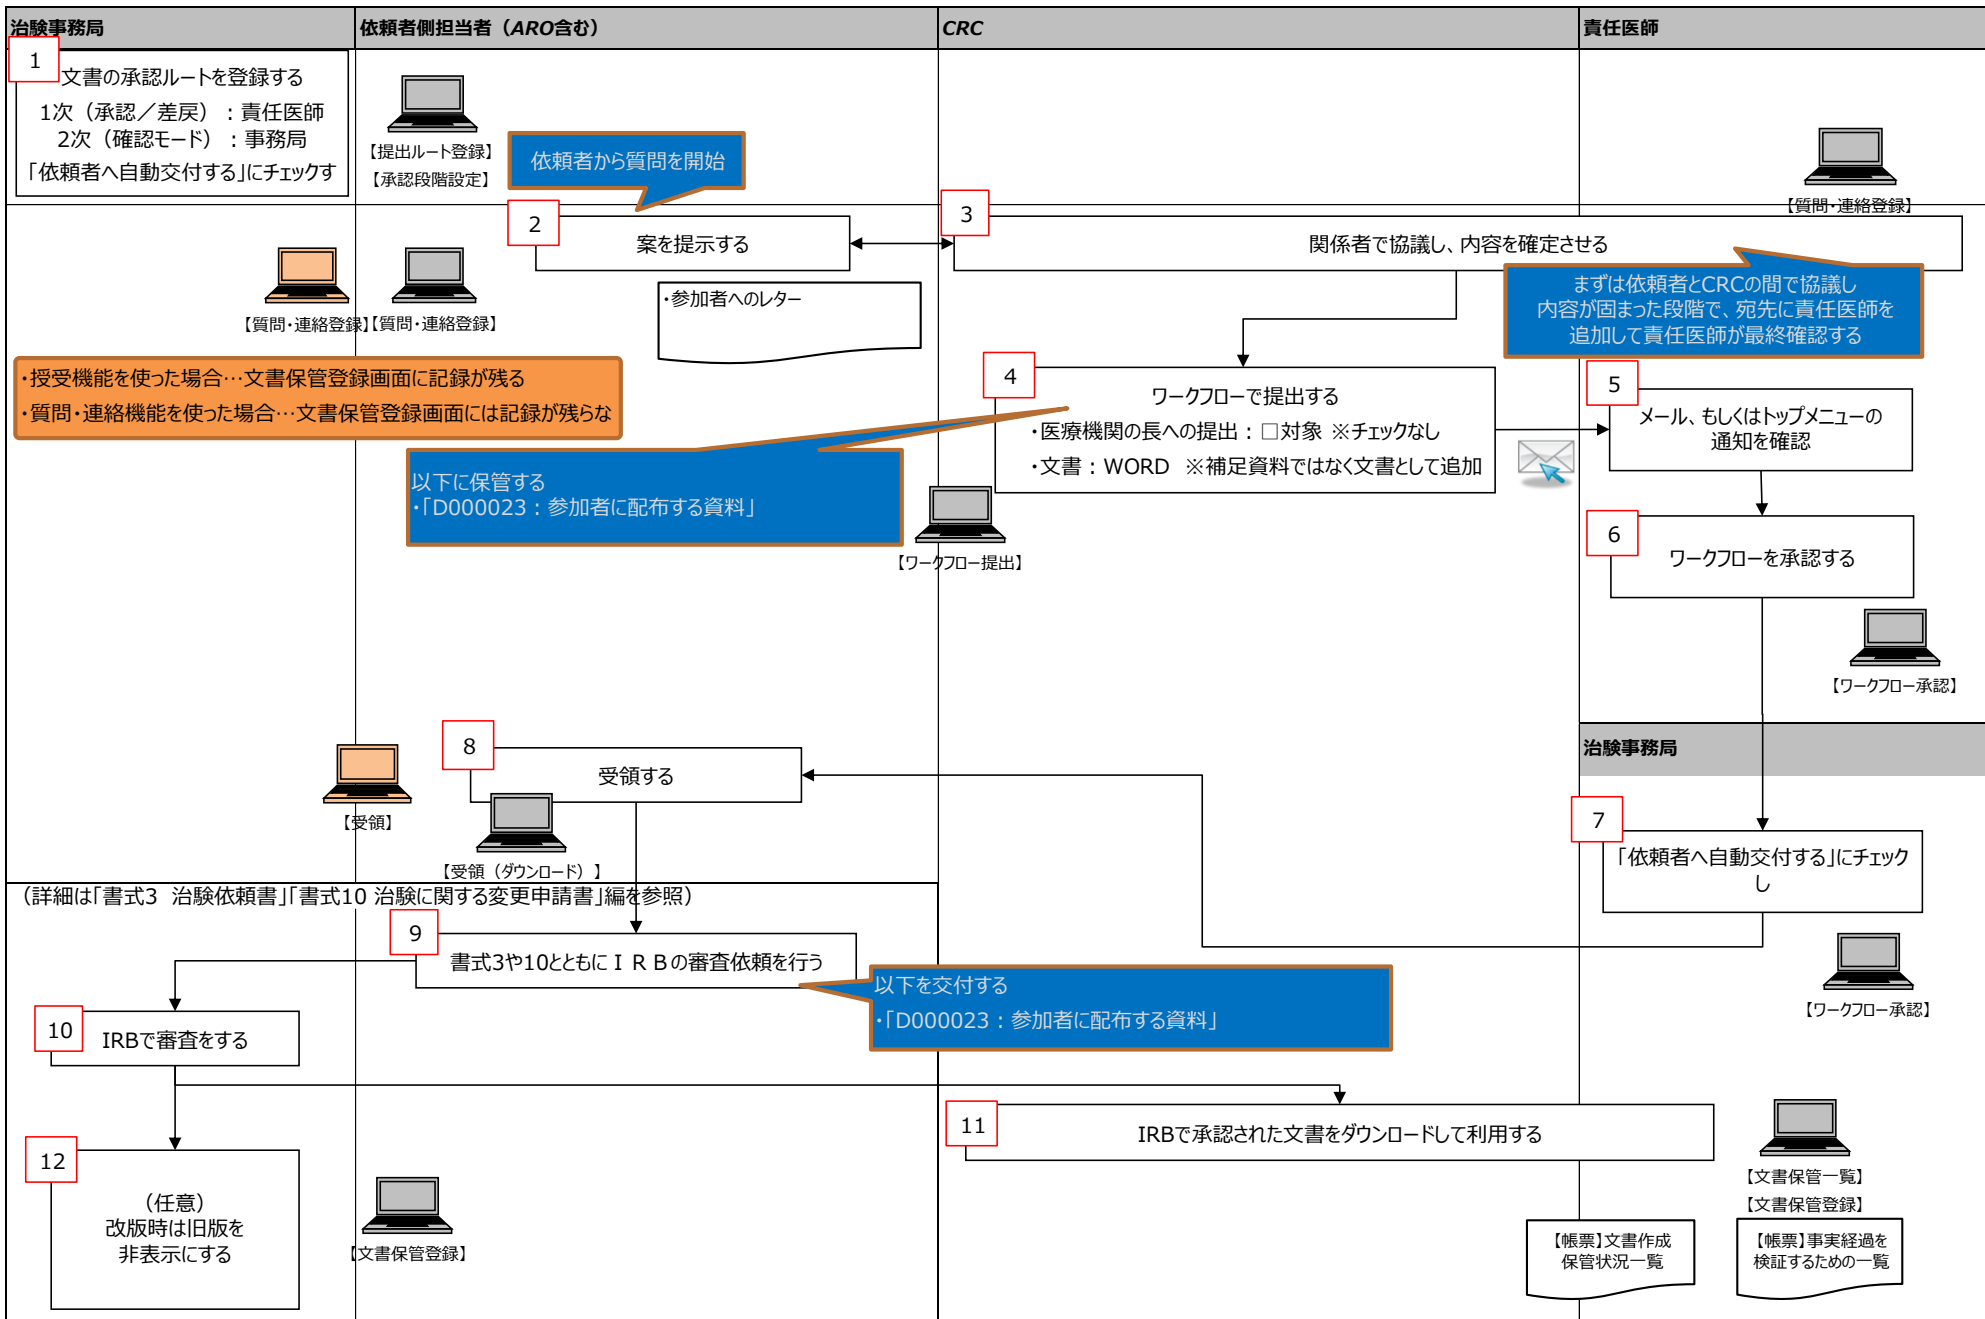 治験事務局
依頼者側担当者（ARO含む）
CRC
責任医師
1
文書の承認ルートを登録する
1次（承認／差戻）：責任医師
2次（確認モード）：事務局
「依頼者へ自動交付する」にチェックす
【提出ルート登録】
【承認段階設定】
依頼者から質問を開始
【質問・連絡登録】
2
案を提示する
3
関係者で協議し、内容を確定させる
・参加者へのレター
【質問・連絡登録】
【質問・連絡登録】
まずは依頼者とCRCの間で協議し
内容が固まった段階で、宛先に責任医師を
追加して責任医師が最終確認する
・授受機能を使った場合…文書保管登録画面に記録が残る
・質問・連絡機能を使った場合…文書保管登録画面には記録が残らな
4
ワークフローで提出する
・医療機関の長への提出：□対象 ※チェックなし
・文書：WORD ※補足資料ではなく文書として追加
5
メール、もしくはトップメニューの
通知を確認
以下に保管する
・「D000023：参加者に配布する資料」
【ワークフロー提出】
6
ワークフローを承認する
【ワークフロー承認】
治験事務局
8
受領する
【受領】
【受領（ダウンロード）】
7
「依頼者へ自動交付する」にチェック
し
【ワークフロー承認】
（詳細は「書式3 治験依頼書」「書式10 治験に関する変更申請書」編を参照）
9
書式3や10とともにＩＲＢの審査依頼を行う
以下を交付する
・「D000023：参加者に配布する資料」
10
IRBで審査をする
11
IRBで承認された文書をダウンロードして利用する
【文書保管一覧】
【文書保管登録】
12
（任意）
改版時は旧版を
非表示にする
【文書保管登録】
【帳票】文書作成
保管状況一覧
【帳票】事実経過を
検証するための一覧